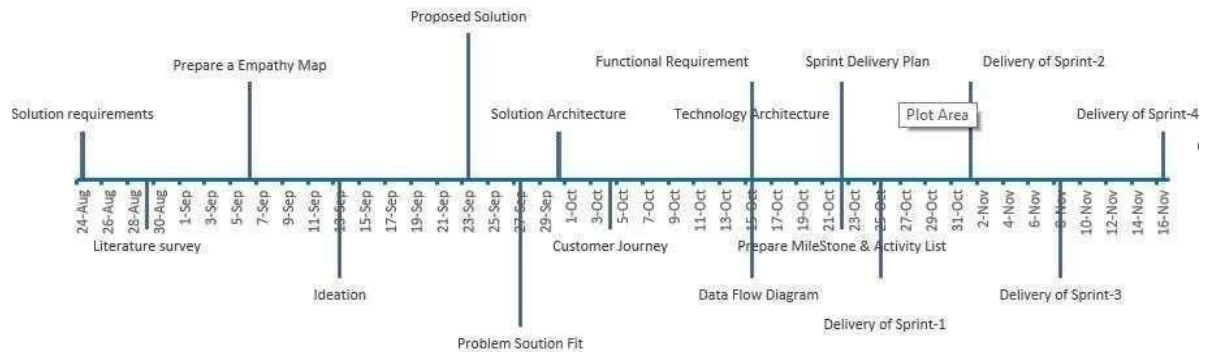 Proposed Solution
Prepare a Empathy Map
Functional Requirement
Sprint Delivery Plan
Delivery of Sprint-2
Solution requirements
Solution Architecture
Technology Architecture
Plot Area
Delivery of Sprint-4
24-Aug
26-Aug
28-Aug
30-Aug
1-Sep
3-Sep
5-Sep
7-Sep
9-Sep
11-Sep
13-Sep
15-Sep
17-Sep
19-Sep
21-Sep
23-Sep
25-Sep
27-Sep
29-Sep
1-Oct
3-Oct
5-Oct
7-Oct
9-Oct
11-Oct
13-Oct
15-Oct
17-Oct
19-Oct
21-Oct
23-Oct
25-Oct
27-Oct
29-Oct
31-Oct
2-Nov
4-Nov
6-Nov
8-Nov
10-Nov
12-Nov
14-Nov
16-Nov
Literature survey
Customer Journey
Prepare MileStone & Activity List
Ideation
Data Flow Diagram
Delivery of Sprint-3
Delivery of Sprint-1
Problem Soution Fit